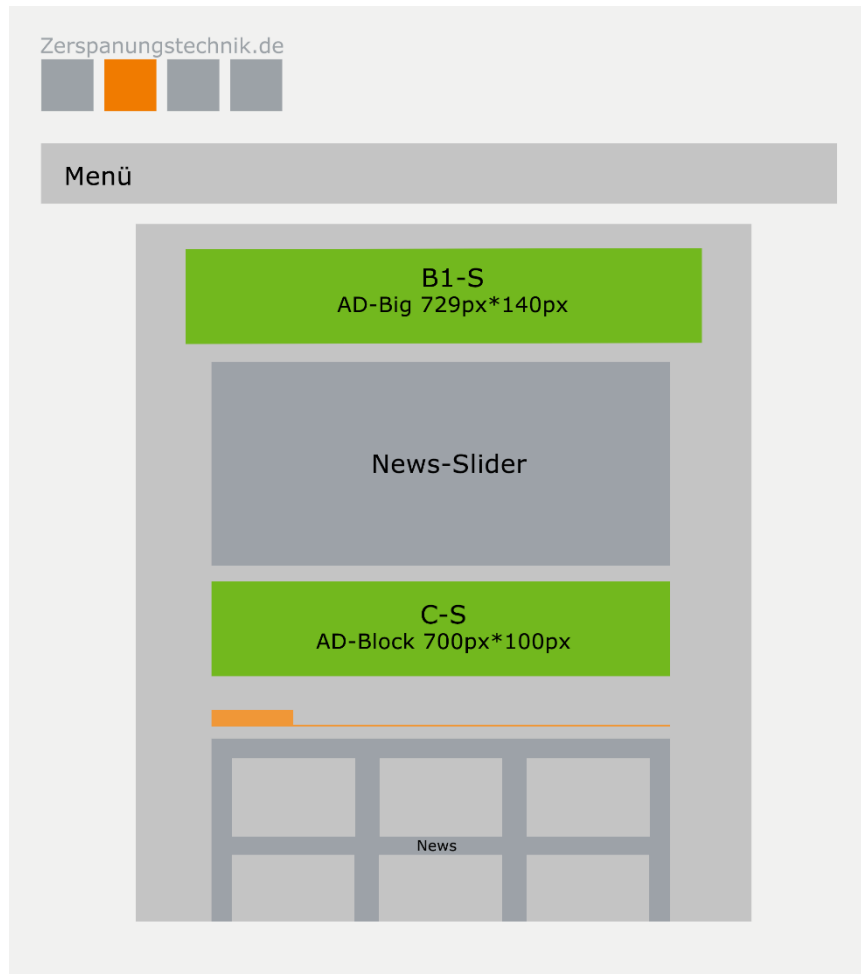 Zerspanungstechnik.de
Menü
B1-S
AD-Big 729px*140px
News-Slider
C-S
AD-Block 700px*100px
News